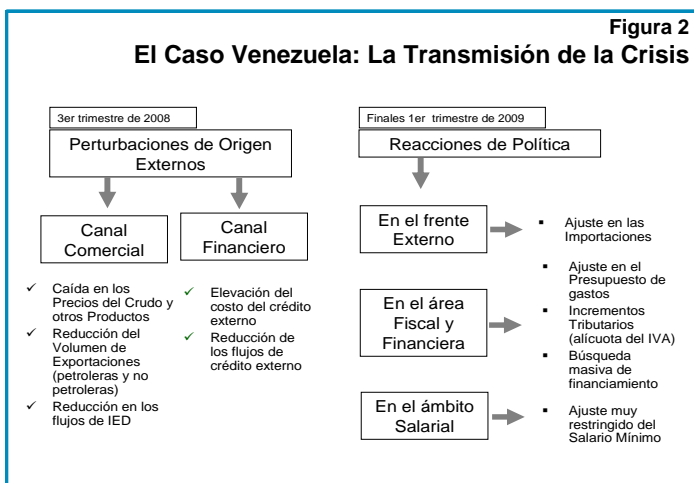 Figura 2
El Caso Venezuela: La Transmisión de la Crisis
3er trimestre de 2008
Perturbaciones de Origen
Externos
Canal
Comercial
Canal
Financiero
✓ Caída en los
Precios del Crudo y
otros Productos
✓ Reducción del
Volumen de
Exportaciones
(petroleras y no
petroleras)
✓ Reducción en los
flujos de IED
✓ Elevación del
costo del crédito
externo
✓ Reducción de
los flujos de
crédito externo
Finales 1er trimestre de 2009
Reacciones de Política
En el frente
Externo
▪ Ajuste en las
Importaciones
En el área
Fiscal y
Financiera
▪ Ajuste en el
Presupuesto de
gastos
▪ Incrementos
Tributarios
(alícuota del IVA)
▪ Búsqueda
masiva de
financiamiento
En el ámbito
Salarial
▪ Ajuste muy
restringido del
Salario Mínimo